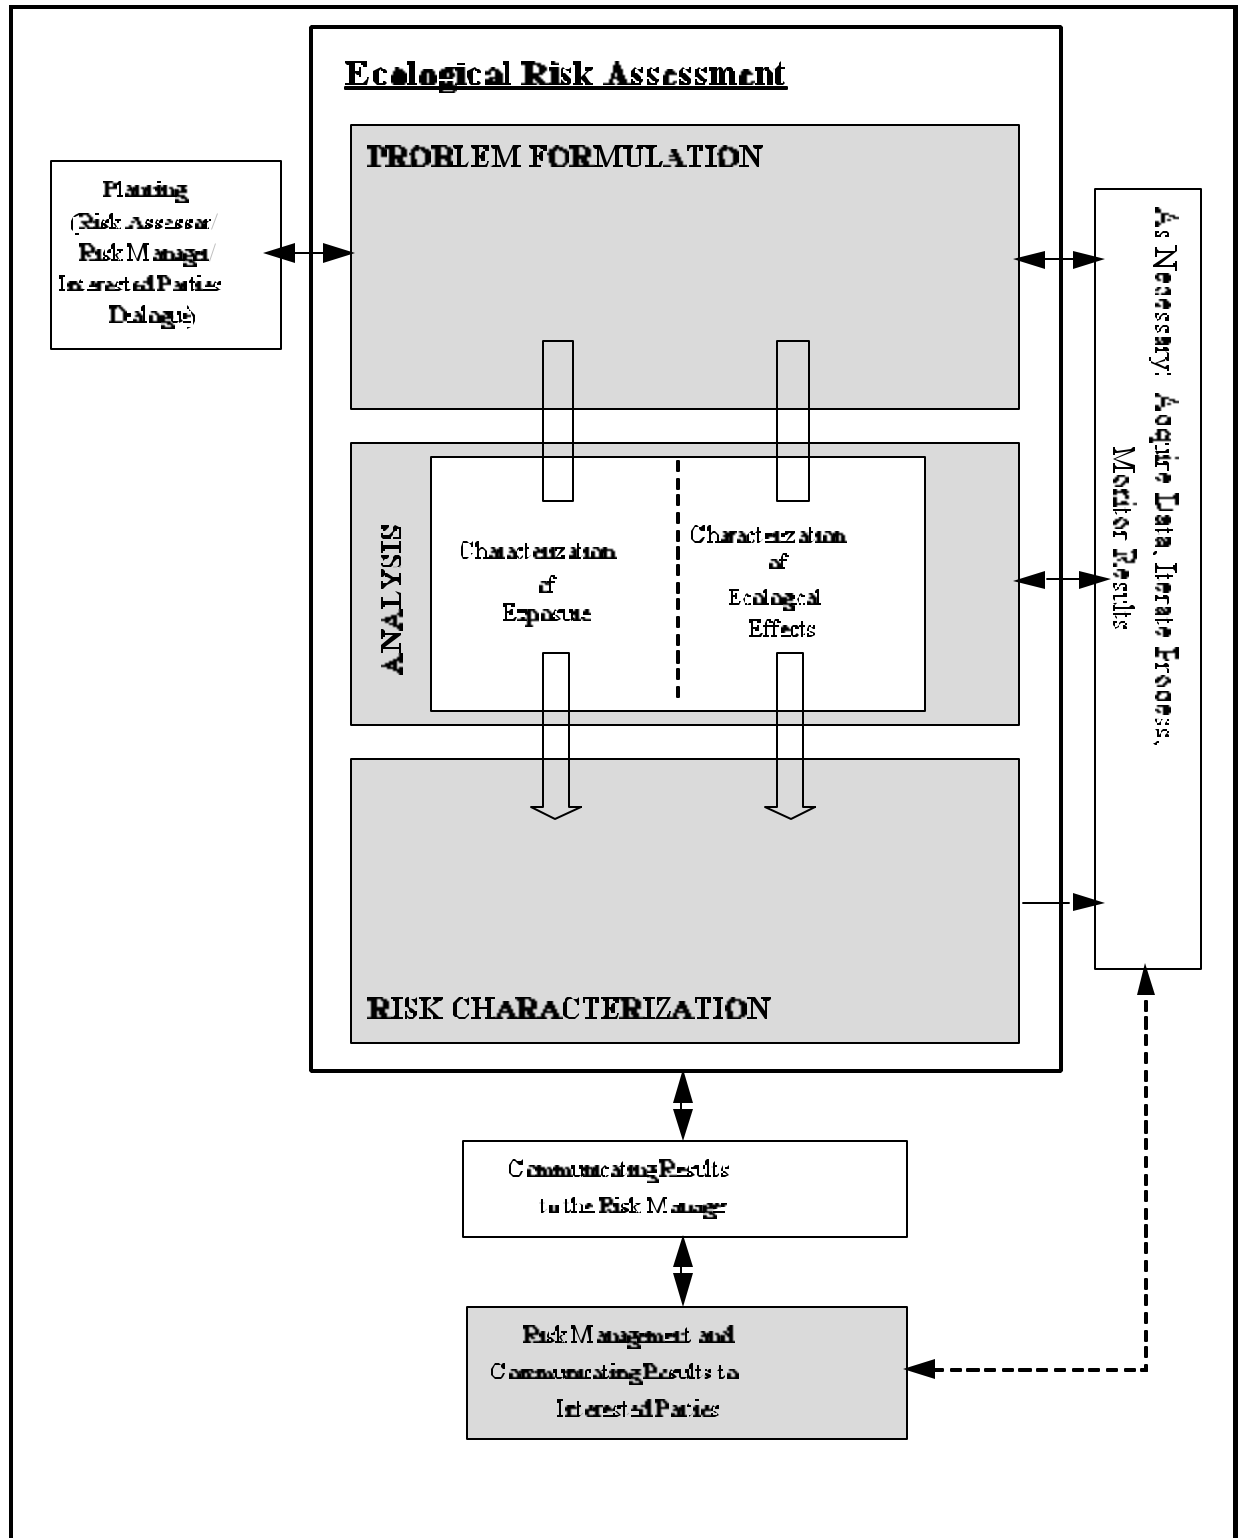 Ecological Risk Assessment
PROBLEM FORMULATION
Planning
(Risk Assessor/
Risk Manager/
Interested Parties
Dialogue)
As Necessary: Acquire Data, Iterate Process,
Monitor Results
ANALYSIS
Characterization
of
Exposure
Characterization
of
Ecological
Effects
RISK CHARACTERIZATION
Communicating Results
to the Risk Manager
Risk Management and
Communicating Results to
Interested Parties